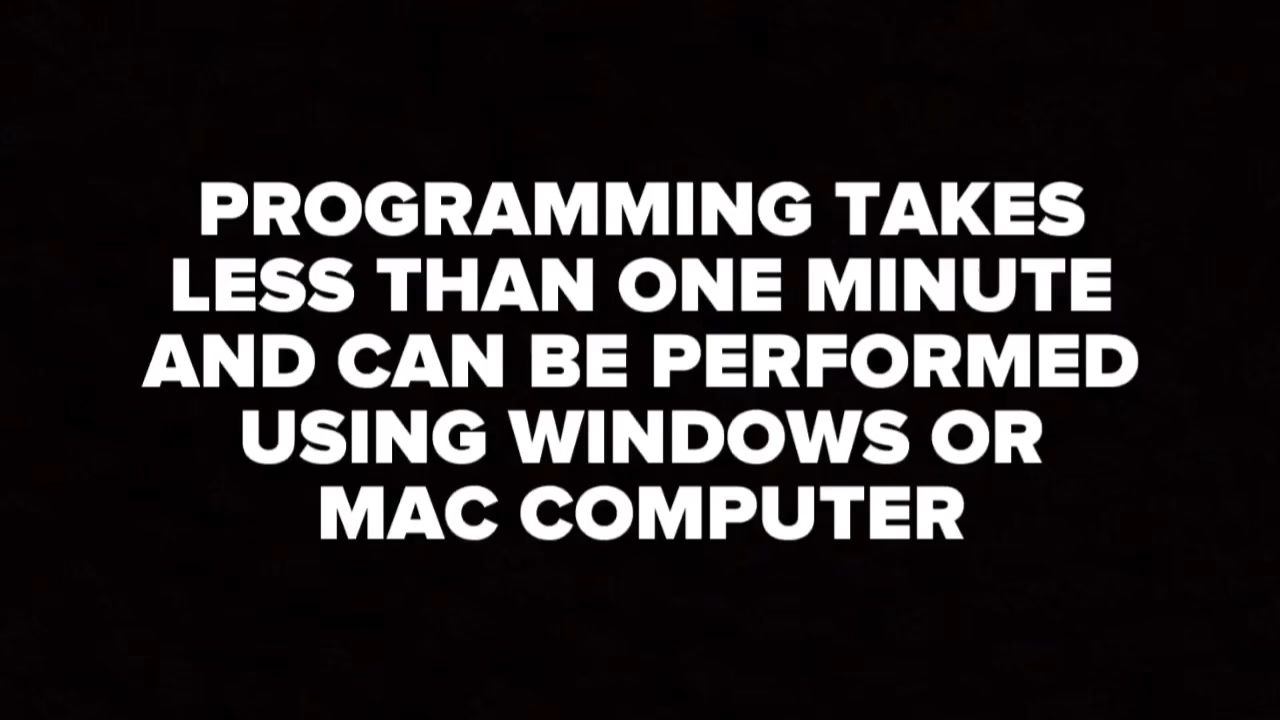 PROGRAMMING TAKES
LESS THAN ONE MINUTE
AND CAN BE PERFORMED
USING WINDOWS OR
MAC COMPUTER